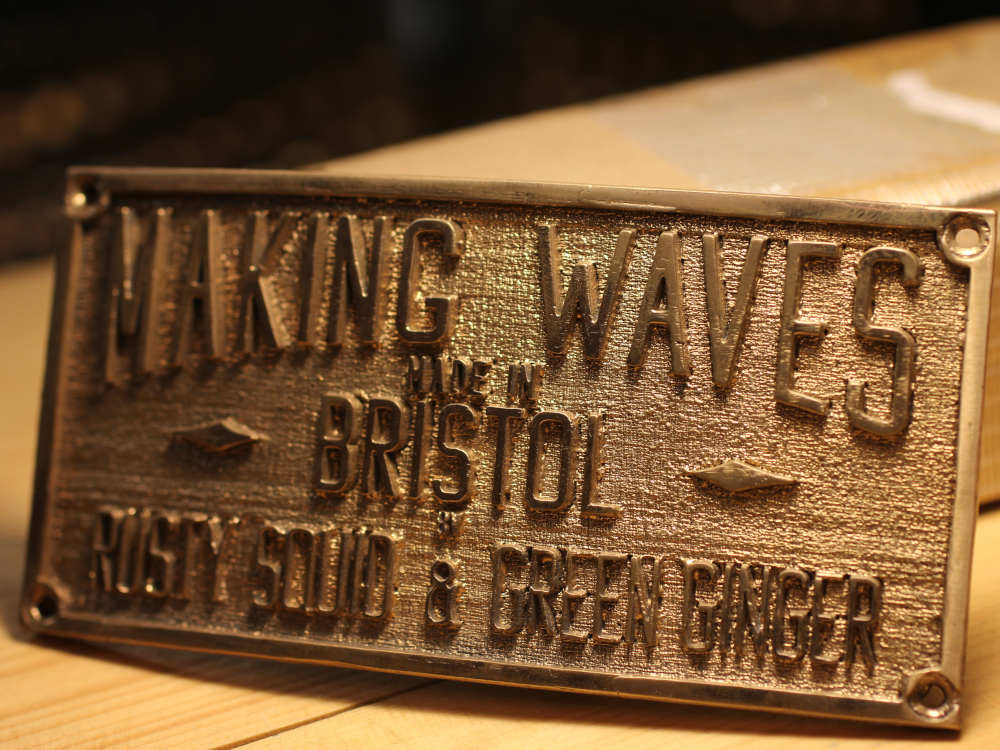 MAKING WAVES
MADE IN
BRISTOL
BY
RUSTY SQUID & GREEN GINGER